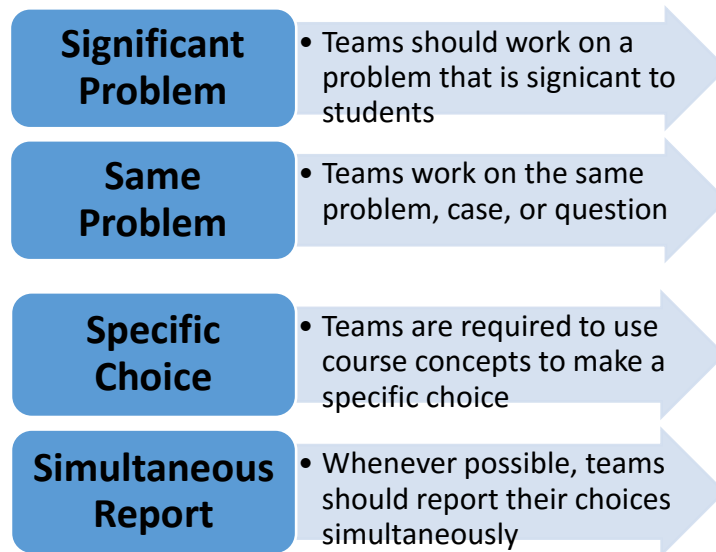 Significant
Problem
• Teams should work on a
problem that is signicant to
students
Same
Problem
• Teams work on the same
problem, case, or question
Specific
Choice
• Teams are required to use
course concepts to make a
specific choice
Simultaneous
Report
• Whenever possible, teams
should report their choices
simultaneously